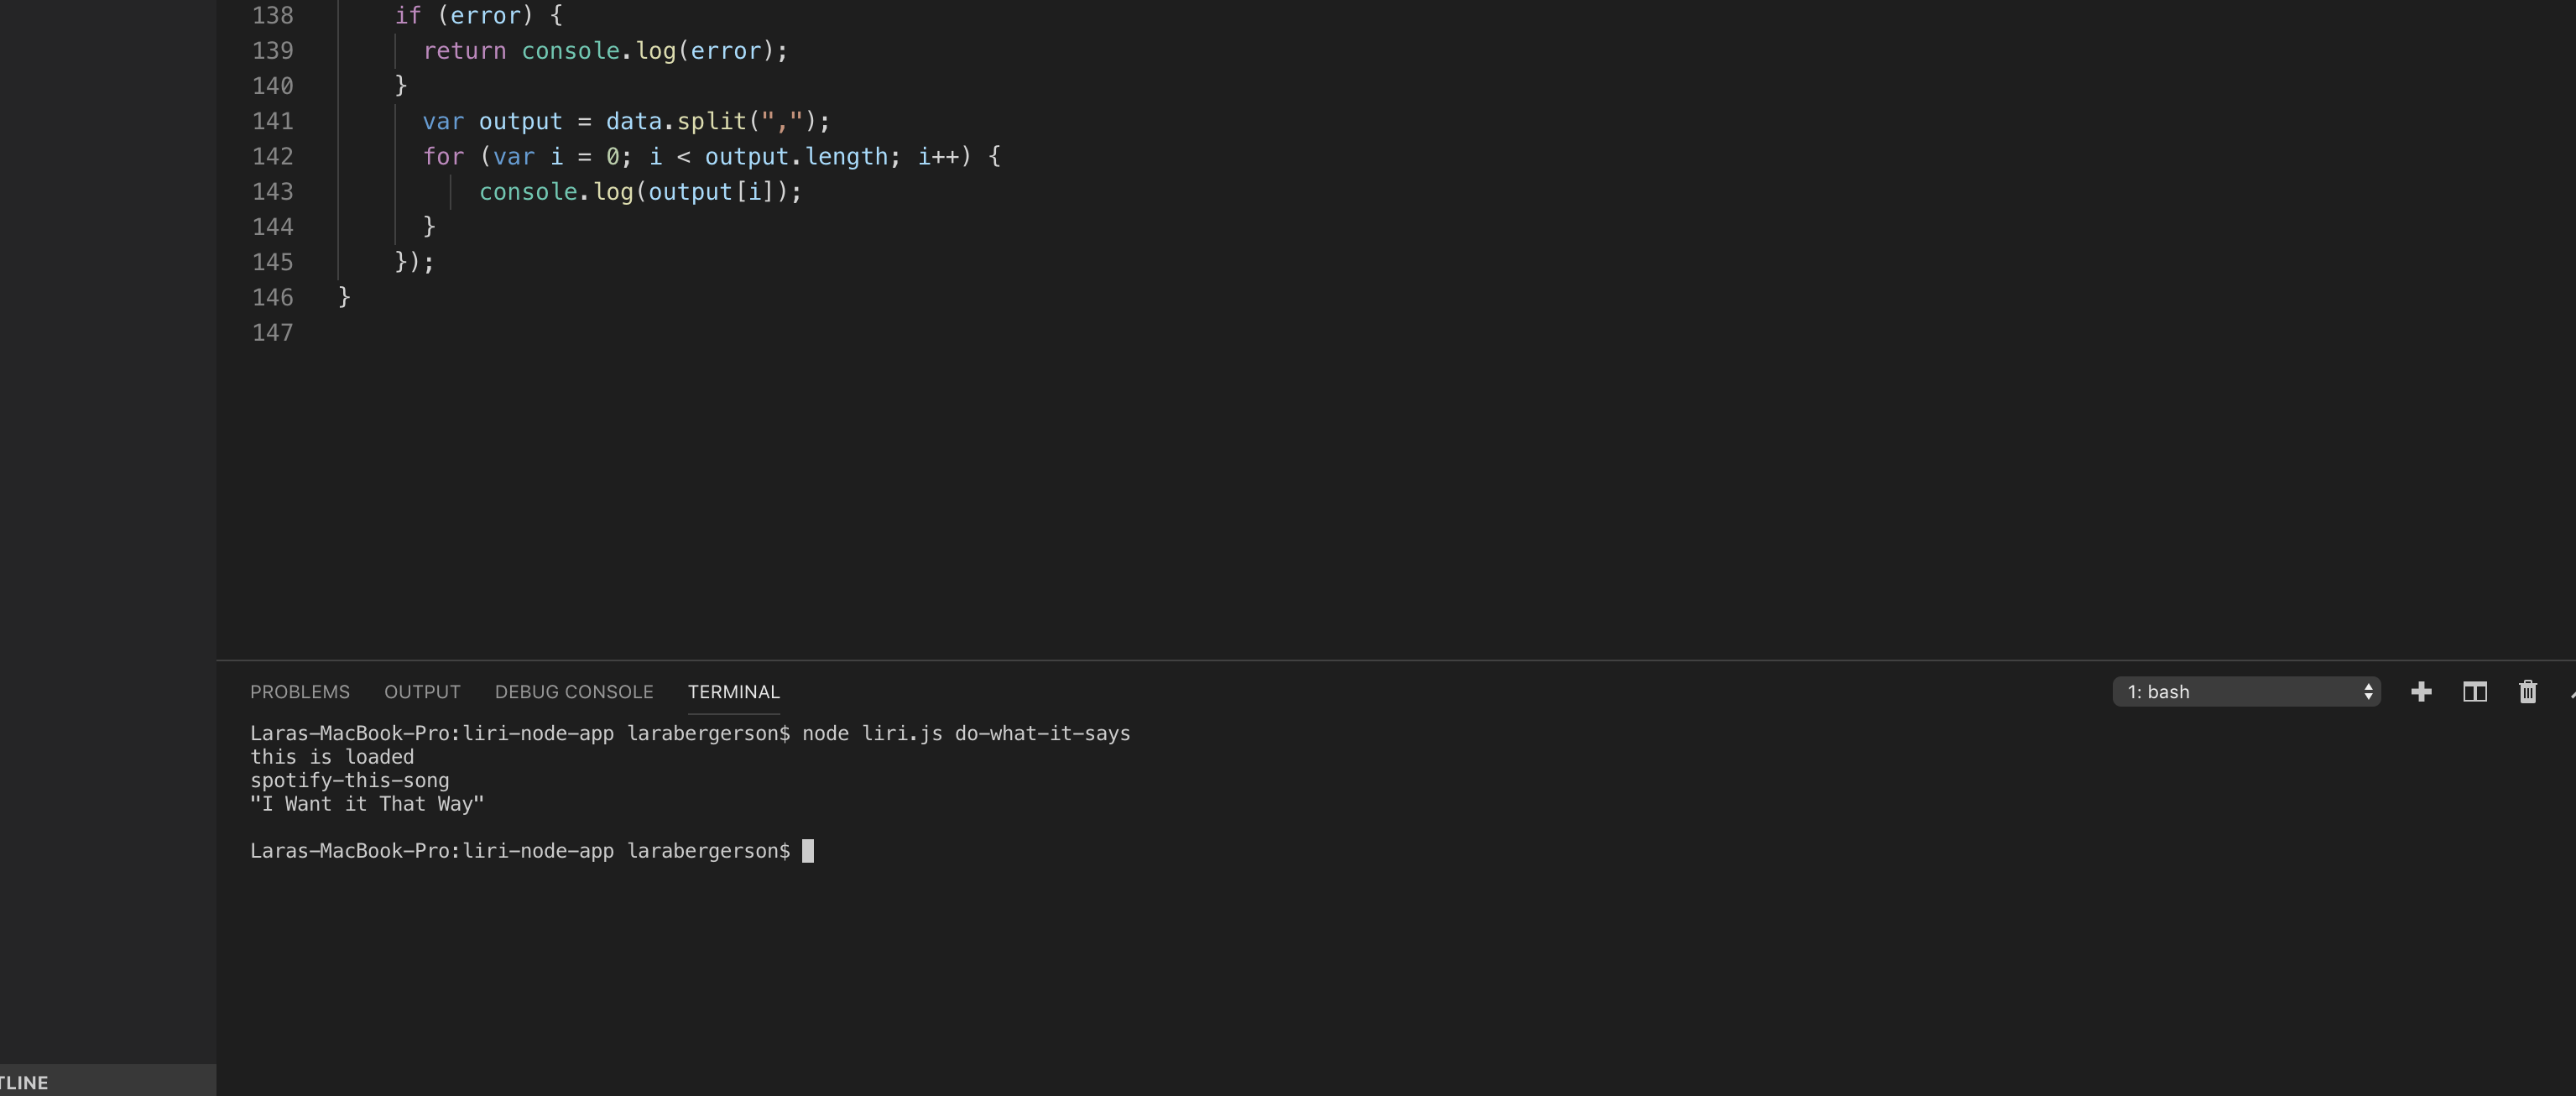 138 if (error) {
139 return console.log(error);
140 }
141 var output = data.split(",");
142 for (var i = 0; i < output.length; i++) {
143 console.log(output[i]);
144 }
145 });
146 }
147
PROBLEMS OUTPUT DEBUG CONSOLE TERMINAL 1: bash
Laras-MacBook-Pro:liri-node-app larabergerson$ node liri.js do-what-it-says
this is loaded
spotify-this-song
"I Want it That Way"
Laras-MacBook-Pro:liri-node-app larabergerson$
TLINE